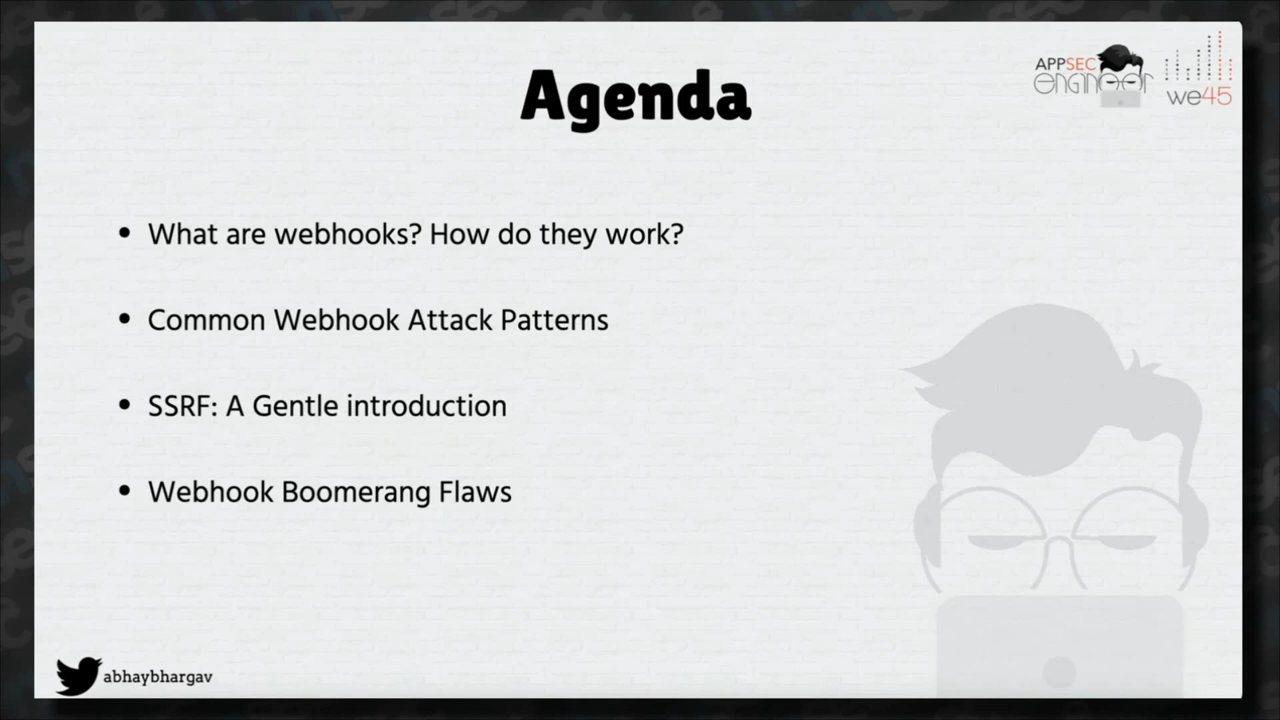 Agenda
APPSEC
engineer
we45
• What are webhooks? How do they work?
• Common Webhook Attack Patterns
• SSRF: A Gentle introduction
• Webhook Boomerang Flaws
abhaybhargav